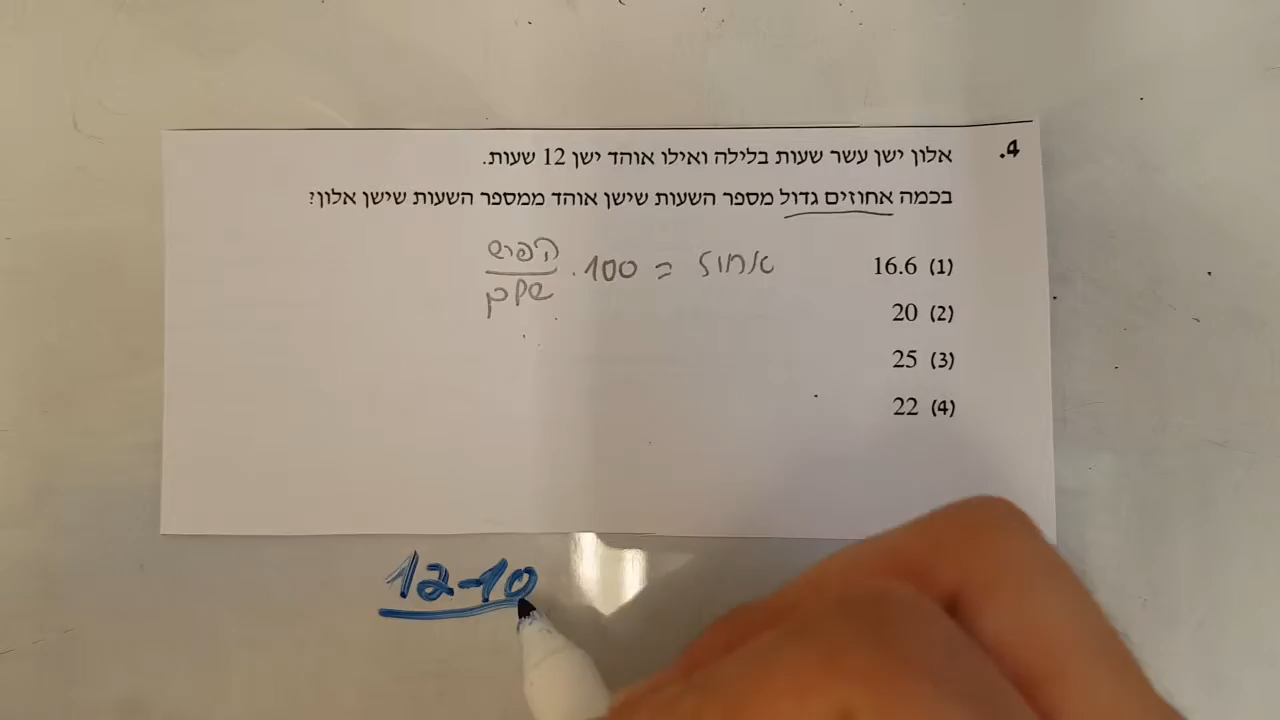 4. אלון ישן עשר שעות בלילה ואילו אוהד ישן 12 שעות.
בכמה אחוזים גדול מספר השעות שישן אוהד ממספר השעות שישן אלון?
(1) 16.6
(2) 20
(3) 25
(4) 22
אחוז = 100 · הפרש
שלם
12-10